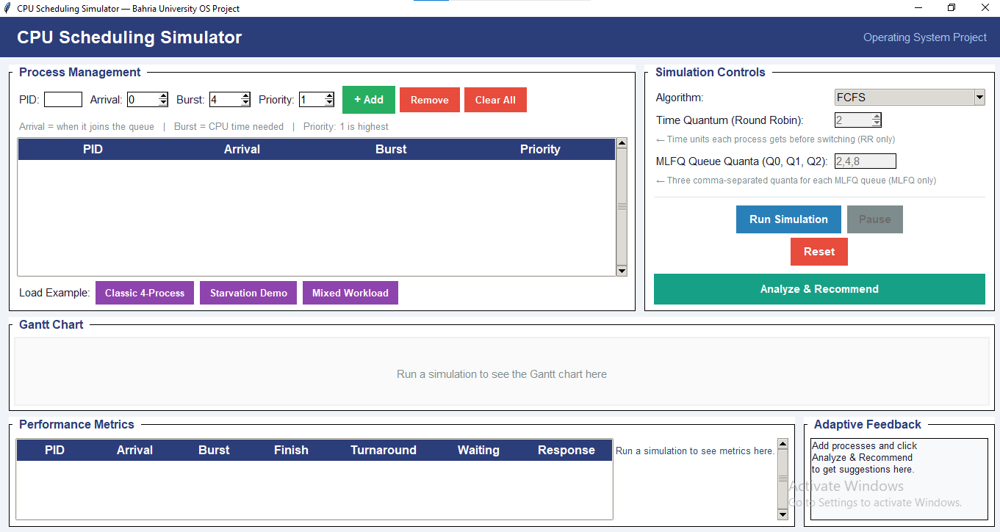 CPU Scheduling Simulator — Bahria University OS Project
CPU Scheduling Simulator
Operating System Project
Process Management
PID: Arrival: 0 Burst: 4 Priority: 1 + Add Remove Clear All
Arrival = when it joins the queue | Burst = CPU time needed | Priority: 1 is highest
PID Arrival Burst Priority
Load Example: Classic 4-Process Starvation Demo Mixed Workload
Simulation Controls
Algorithm: FCFS
Time Quantum (Round Robin): 2
← Time units each process gets before switching (RR only)
MLFQ Queue Quanta (Q0, Q1, Q2): 2,4,8
← Three comma-separated quanta for each MLFQ queue (MLFQ only)
Run Simulation Pause
Reset
Analyze & Recommend
Gantt Chart
Run a simulation to see the Gantt chart here
Performance Metrics
PID Arrival Burst Finish Turnaround Waiting Response
Run a simulation to see metrics here.
Adaptive Feedback
Add processes and click
Analyze & Recommend
to get suggestions here.
Activate Windows
Go to Settings to activate Windows.